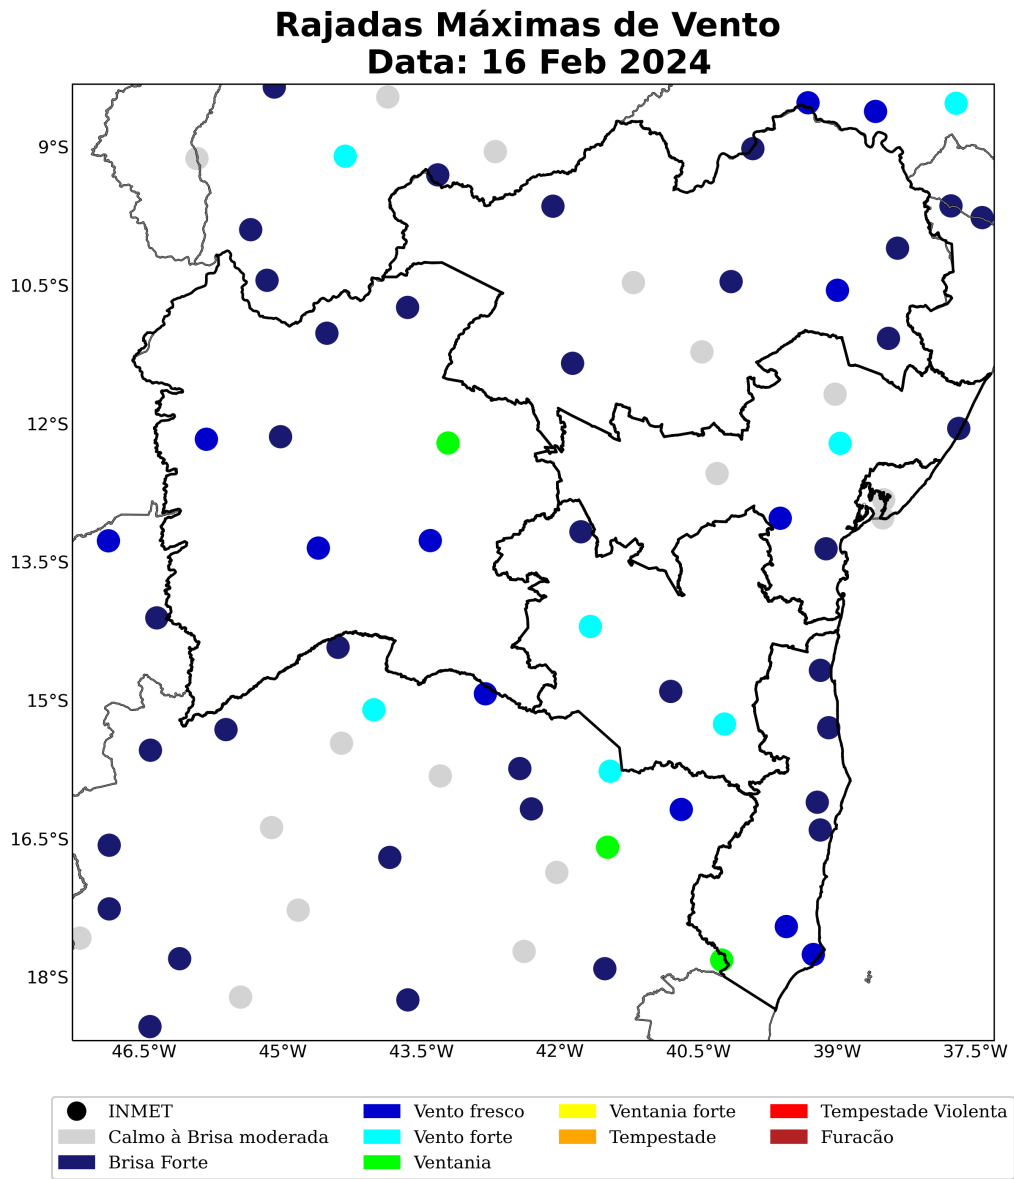 Rajadas Máximas de Vento
Data: 16 Feb 2024
9°S
10.5°S
12°S
13.5°S
15°S
16.5°S
18°S
46.5°W 45°W 43.5°W 42°W 40.5°W 39°W 37.5°W
INMET Vento fresco Ventania forte Tempestade Violenta
Calmo à Brisa moderada Vento forte Tempestade Furacão
Brisa Forte Ventania